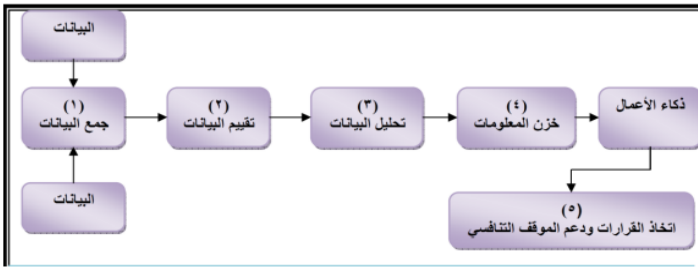 البيانات
(١)
جمع البيانات
(٢)
تقييم البيانات
(٣)
تحليل البيانات
(٤)
خزن المعلومات
ذكاء الأعمال
البيانات
(٥)
اتخاذ القرارات ودعم الموقف التنافسي